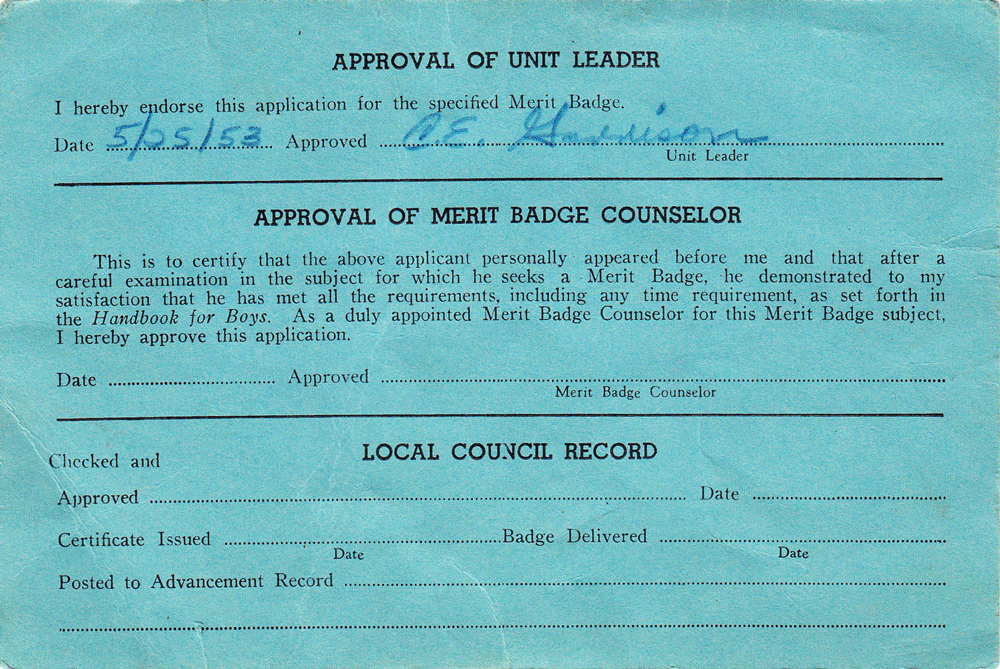 APPROVAL OF UNIT LEADER
I hereby endorse this application for the specified Merit Badge.
Date 5/25/53 Approved C.E. Garrison
Unit Leader
APPROVAL OF MERIT BADGE COUNSELOR
This is to certify that the above applicant personally appeared before me and that after a
careful examination in the subject for which he seeks a Merit Badge, he demonstrated to my
satisfaction that he has met all the requirements, including any time requirement, as set forth in
the Handbook for Boys. As a duly appointed Merit Badge Counselor for this Merit Badge subject,
I hereby approve this application.
Date Approved
Merit Badge Counselor
LOCAL COUNCIL RECORD
Checked and
Approved Date
Certificate Issued Badge Delivered
Date Date
Posted to Advancement Record